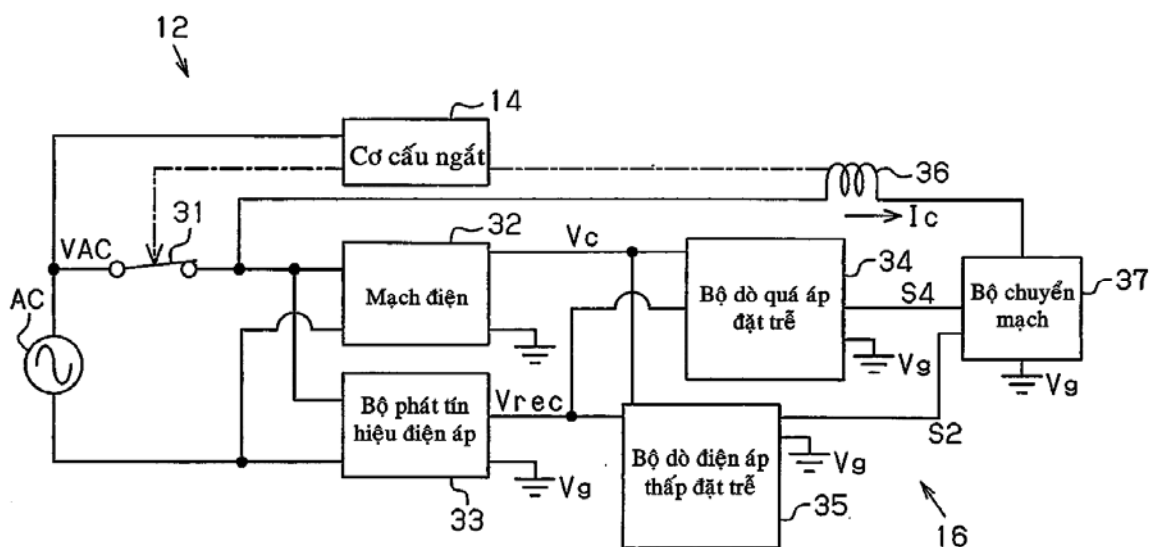 12
14
Cơ cấu ngắt
36
Ic
31
VAC
32
Vc
Mạch điện
34
Bộ dò quá áp
đặt trễ
S4
Vg
Bộ chuyển
mạch
37
Vg
AC
Bộ phát tín
hiệu điện áp
Vrec
Vg
33
Bộ dò điện áp
thấp đặt trễ
S2
Vg
35
16